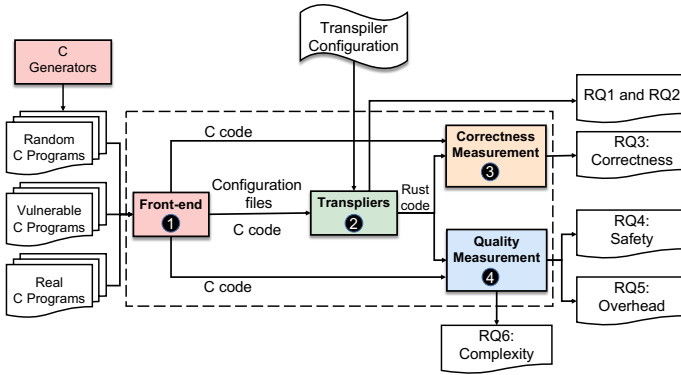 Transpiler
Configuration
C
Generators
RQ1 and RQ2
Random
C Programs
C code
Correctness
Measurement
3
RQ3:
Correctness
Vulnerable
C Programs
Front-end
1
Configuration
files
C code
Transpliers
2
Rust
code
Quality
Measurement
4
RQ4:
Safety
Real
C Programs
C code
RQ5:
Overhead
RQ6:
Complexity